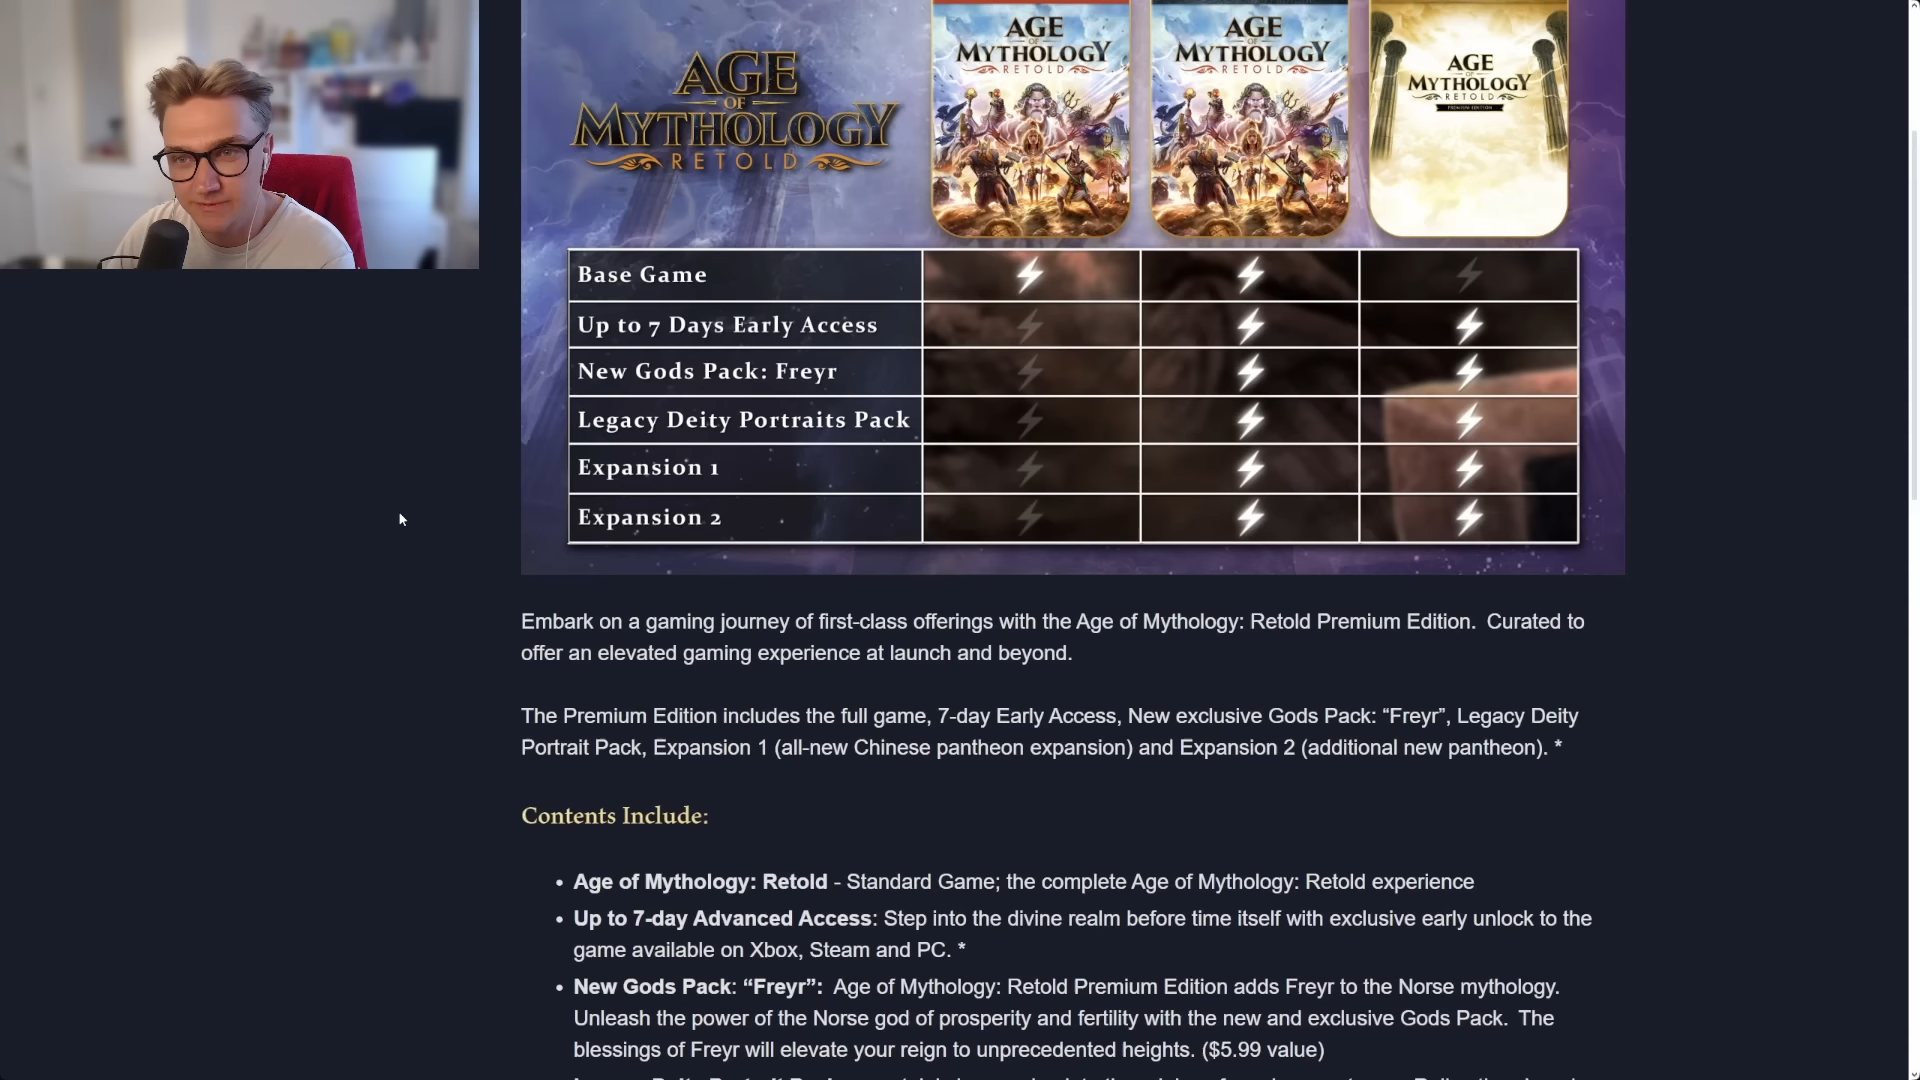 AGE
OF
MYTHOLOGY
RETOLD
AGE
OF
MYTHOLOGY
RETOLD
AGE
OF
MYTHOLOGY
RETOLD
AGE
OF
MYTHOLOGY
RETOLD
PREMIUM EDITION
Base Game
Up to 7 Days Early Access
New Gods Pack: Freyr
Legacy Deity Portraits Pack
Expansion 1
Expansion 2
Embark on a gaming journey of first-class offerings with the Age of Mythology: Retold Premium Edition.  Curated to
offer an elevated gaming experience at launch and beyond.
The Premium Edition includes the full game, 7-day Early Access, New exclusive Gods Pack: “Freyr”, Legacy Deity
Portrait Pack, Expansion 1 (all-new Chinese pantheon expansion) and Expansion 2 (additional new pantheon). *
Contents Include:
• Age of Mythology: Retold - Standard Game; the complete Age of Mythology: Retold experience
• Up to 7-day Advanced Access: Step into the divine realm before time itself with exclusive early unlock to the
game available on Xbox, Steam and PC. *
• New Gods Pack: “Freyr”:  Age of Mythology: Retold Premium Edition adds Freyr to the Norse mythology.
Unleash the power of the Norse god of prosperity and fertility with the new and exclusive Gods Pack.  The
blessings of Freyr will elevate your reign to unprecedented heights. ($5.99 value)